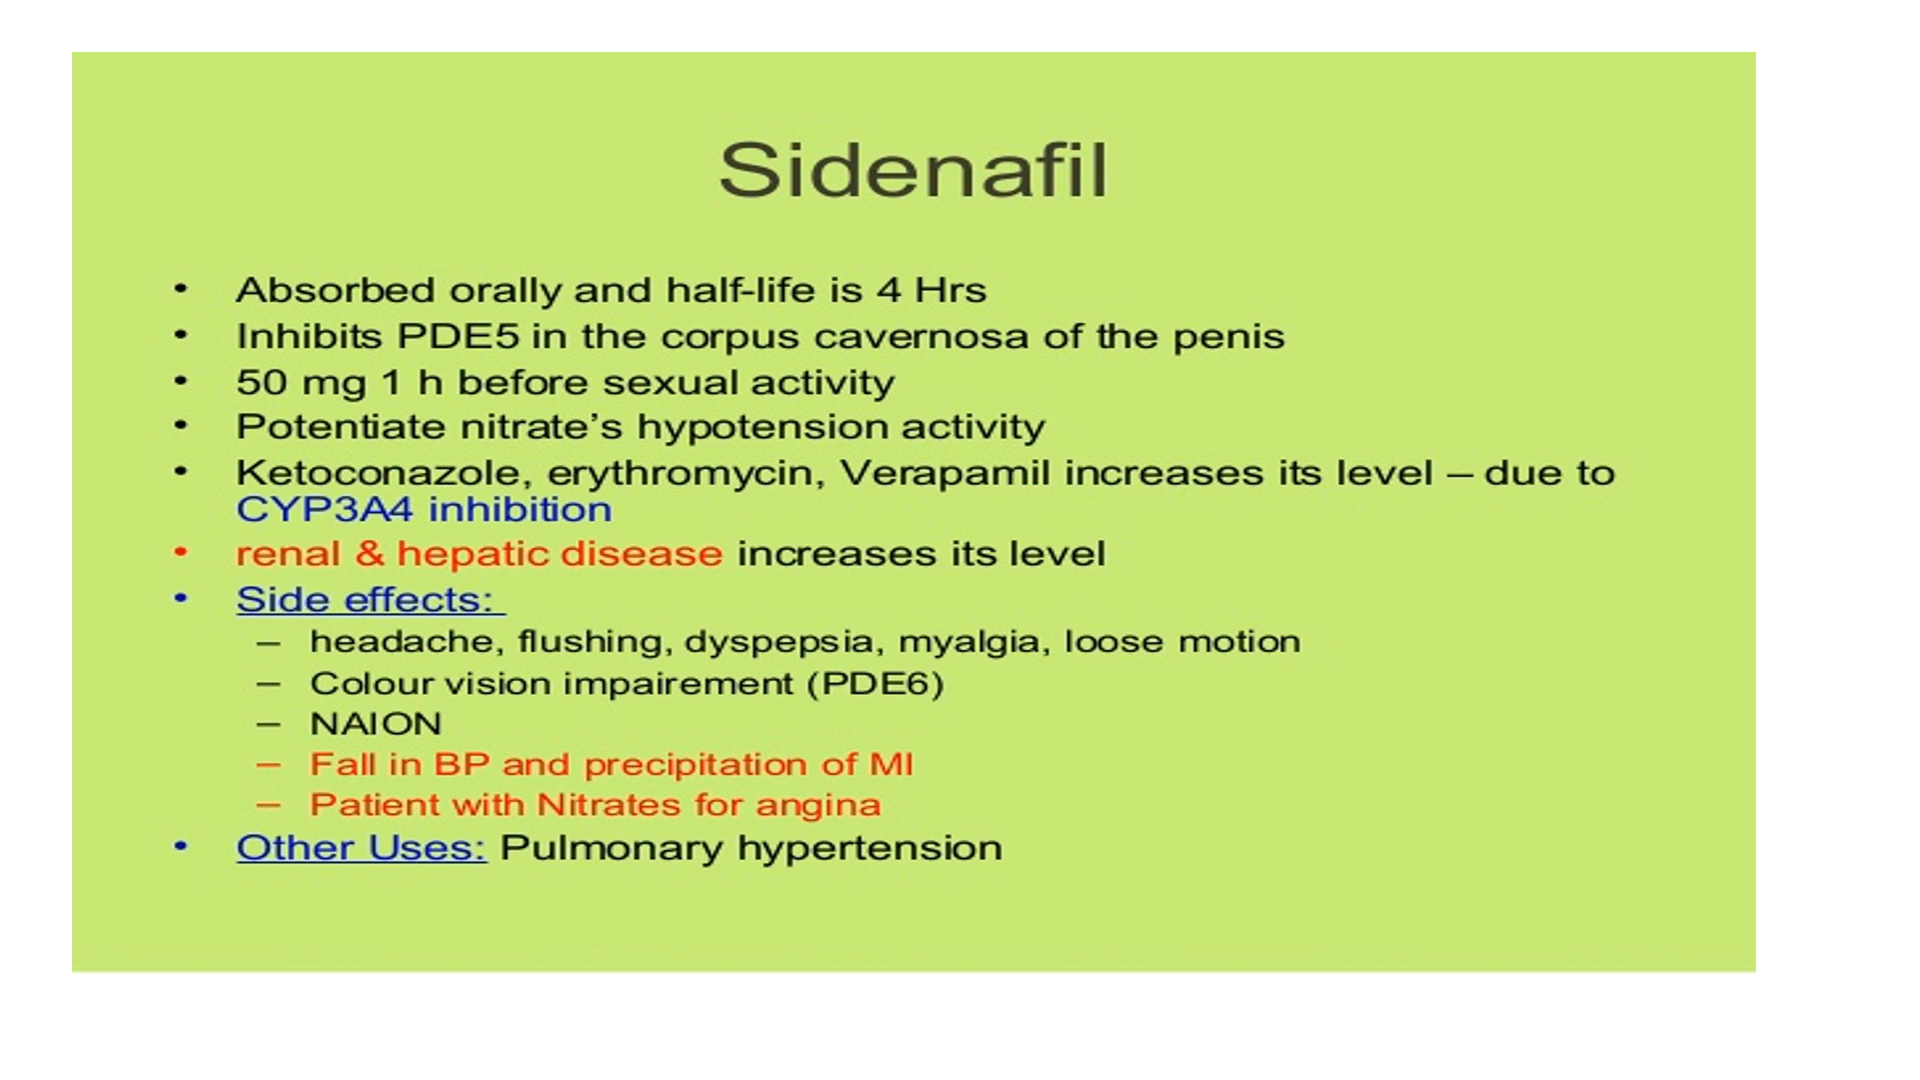 Sidenafil
• Absorbed orally and half-life is 4 Hrs
• Inhibits PDE5 in the corpus cavernosa of the penis
• 50 mg 1 h before sexual activity
• Potentiate nitrate’s hypotension activity
• Ketoconazole, erythromycin, Verapamil increases its level – due to
CYP3A4 inhibition
• renal & hepatic disease increases its level
• Side effects:
– headache, flushing, dyspepsia, myalgia, loose motion
– Colour vision impairement (PDE6)
– NAION
– Fall in BP and precipitation of MI
– Patient with Nitrates for angina
• Other Uses: Pulmonary hypertension